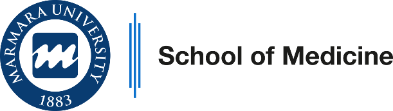 MARMARA UNIVERSITY
m
1883
School of Medicine